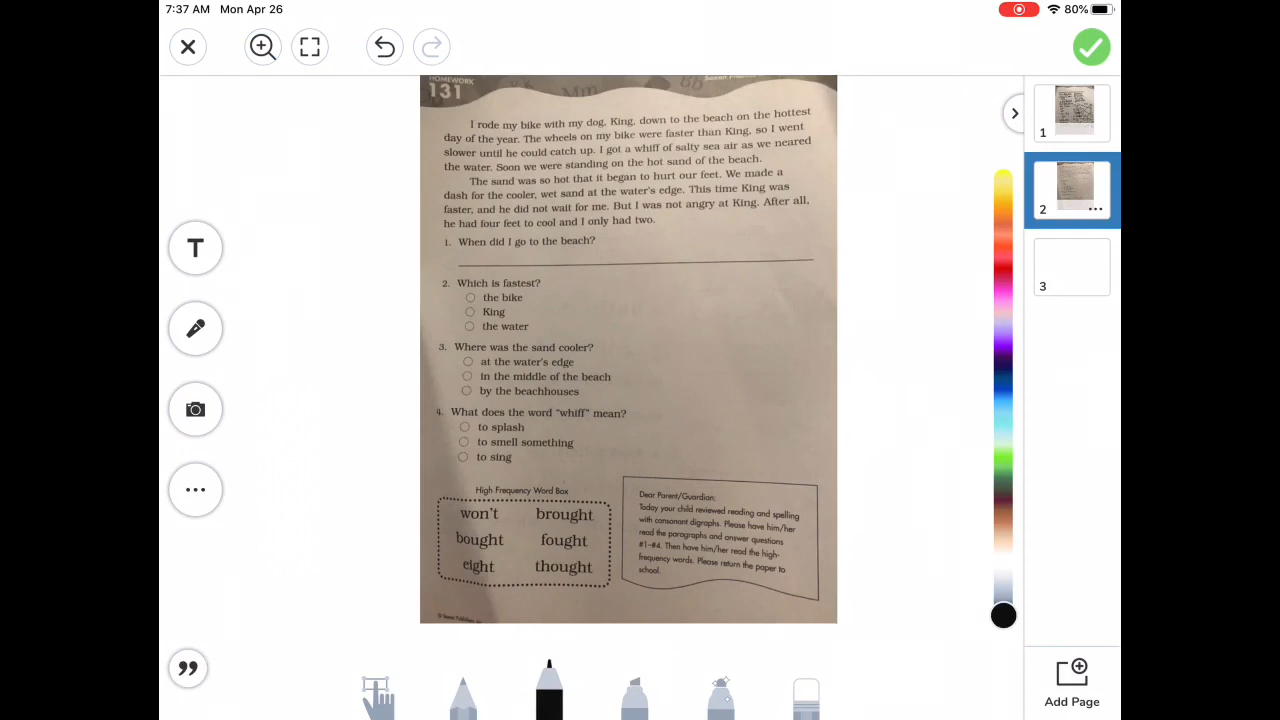 7:37 AM Mon Apr 26
80%
HOMEWORK
131
Mm
BB
I rode my bike with my dog, King, down to the beach on the hottest
day of the year. The wheels on my bike were faster than King, so I went
slower until he could catch up. I got a whiff of salty sea air as we neared
the water. Soon we were standing on the hot sand of the beach.
The sand was so hot that it began to hurt our feet. We made a
dash for the cooler, wet sand at the water's edge. This time King was
faster, and he did not wait for me. But I was not angry at King. After all,
he had four feet to cool and I only had two.
1. When did I go to the beach?
2. Which is fastest?
the bike
King
the water
3. Where was the sand cooler?
at the water's edge
in the middle of the beach
by the beachhouses
4. What does the word "whiff" mean?
to splash
to smell something
to sing
High Frequency Word Box
won't brought
bought fought
eight thought
Dear Parent/Guardian:
Today your child reviewed reading and spelling
with consonant digraphs. Please have him/her
read the paragraphs and answer questions
#1–#4. Then have him/her read the high-
frequency words. Please return the paper to
school.
T
1
2
3
Add Page